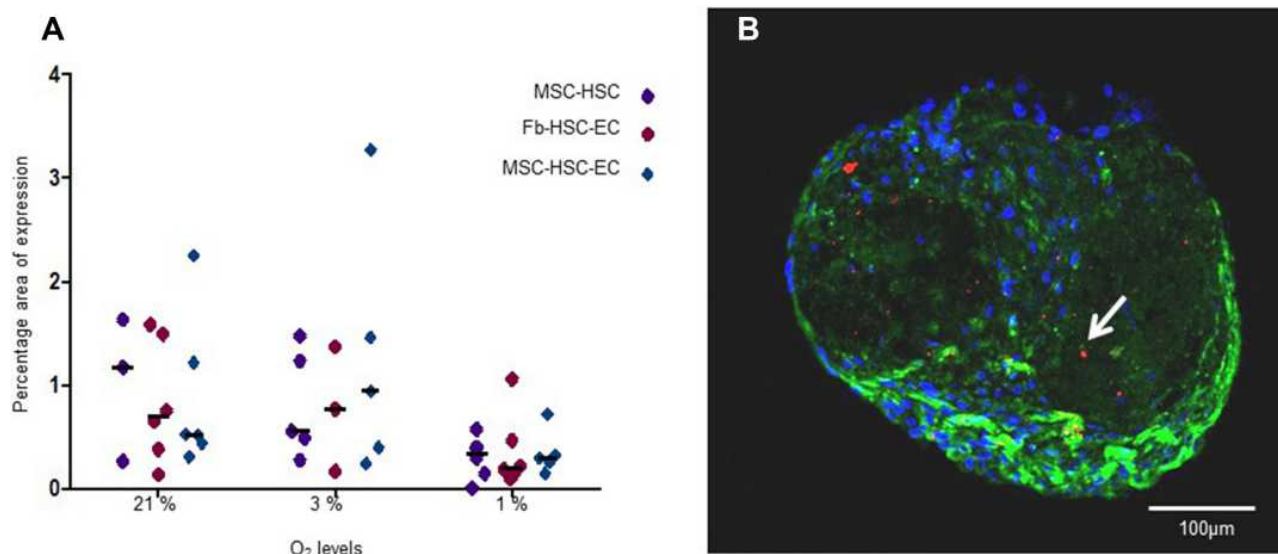 A
B
4
3
2
1
0
Percentage area of expression
MSC-HSC
Fb-HSC-EC
MSC-HSC-EC
21 %
3 %
1 %
O₂ levels
100µm